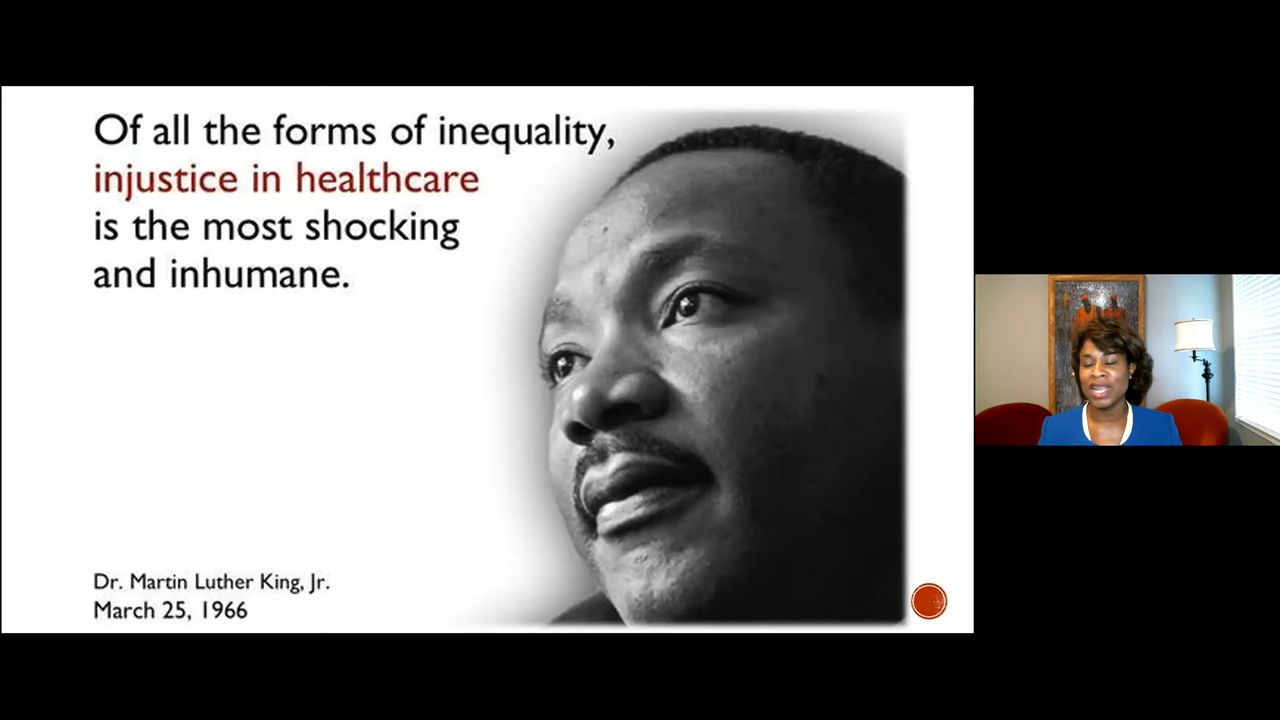 Of all the forms of inequality,
injustice in healthcare
is the most shocking
and inhumane.
Dr. Martin Luther King, Jr.
March 25, 1966